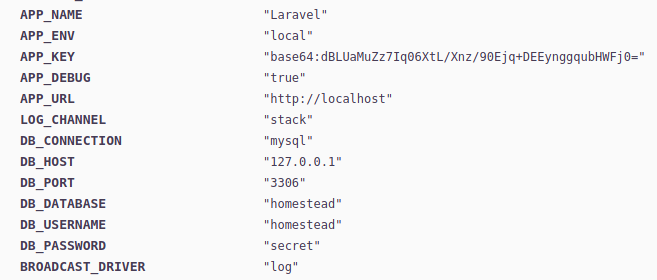 APP_NAME "Laravel"
APP_ENV "local"
APP_KEY "base64:dBLUaMuZz7Iq06XtL/Xnz/90Ejq+DEEynggqubHWFj0="
APP_DEBUG "true"
APP_URL "http://localhost"
LOG_CHANNEL "stack"
DB_CONNECTION "mysql"
DB_HOST "127.0.0.1"
DB_PORT "3306"
DB_DATABASE "homestead"
DB_USERNAME "homestead"
DB_PASSWORD "secret"
BROADCAST_DRIVER "log"